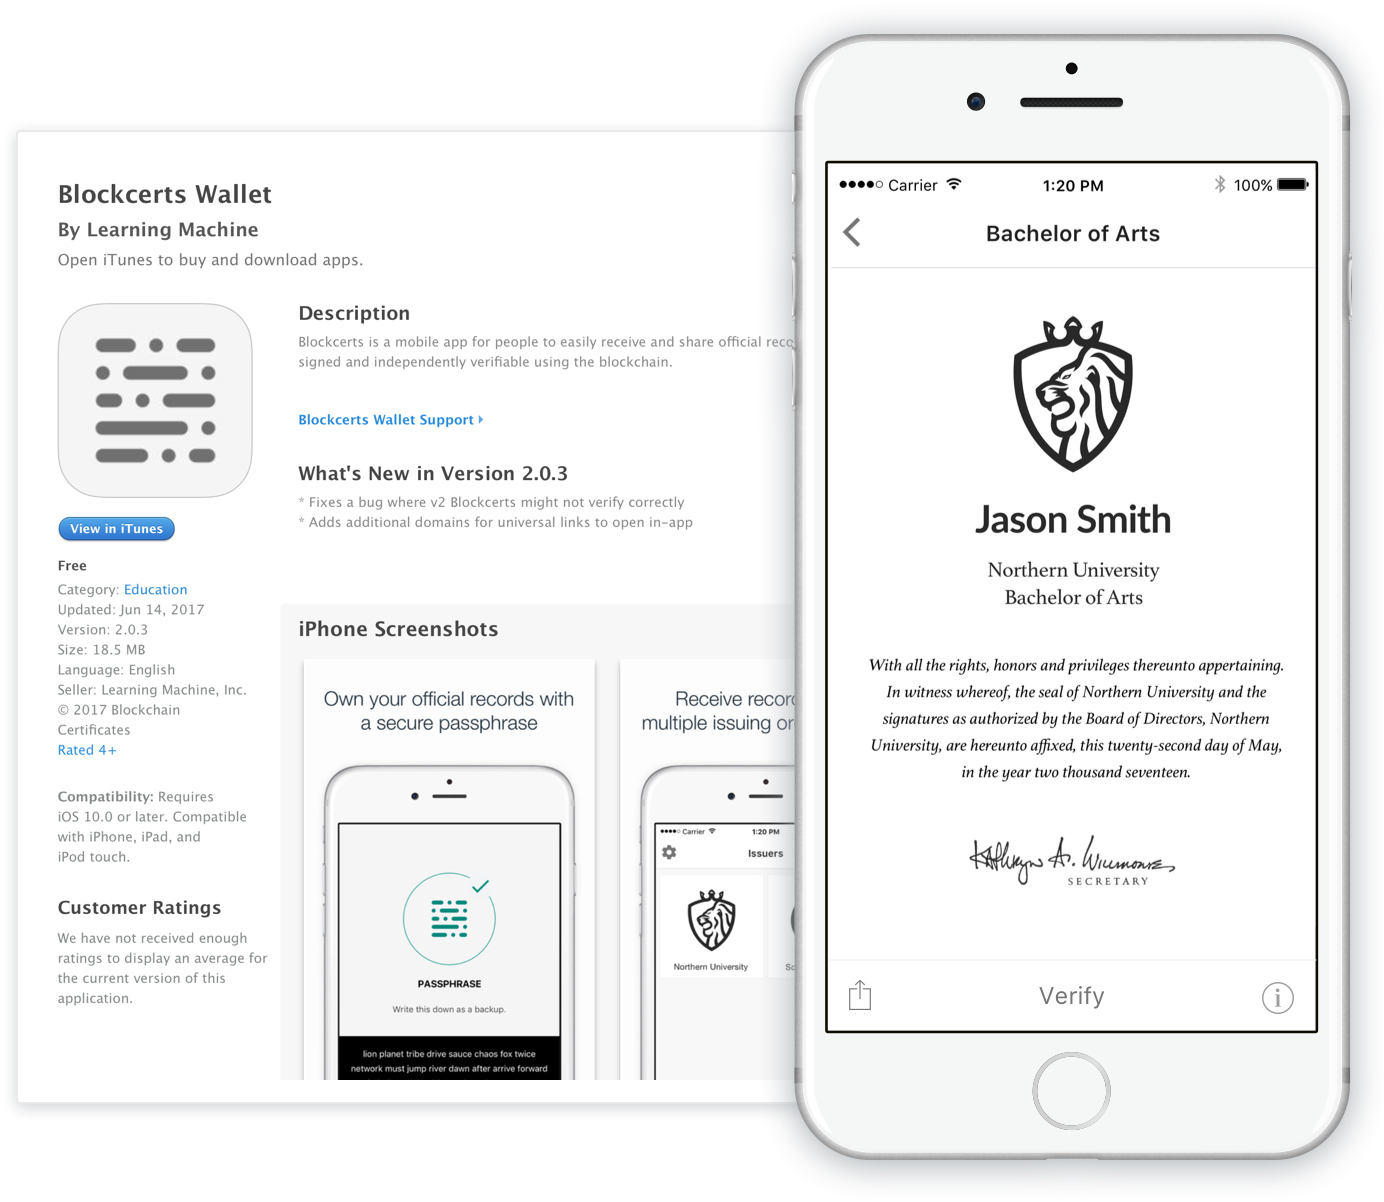 Blockcerts Wallet
By Learning Machine
Open iTunes to buy and download apps.
View in iTunes
Free
Category: Education
Updated: Jun 14, 2017
Version: 2.0.3
Size: 18.5 MB
Language: English
Seller: Learning Machine, Inc.
© 2017 Blockchain
Certificates
Rated 4+
Compatibility: Requires
iOS 10.0 or later. Compatible
with iPhone, iPad, and
iPod touch.
Customer Ratings
We have not received enough
ratings to display an average for
the current version of this
application.
Description
Blockcerts is a mobile app for people to easily receive and share official reco
signed and independently verifiable using the blockchain.
Blockcerts Wallet Support
What's New in Version 2.0.3
* Fixes a bug where v2 Blockcerts might not verify correctly
* Adds additional domains for universal links to open in-app
iPhone Screenshots
Own your official records with
a secure passphrase
PASSPHRASE
Write this down as a backup.
lion planet tribe drive sauce chaos fox twice
network must jump river dawn after arrive forward
Receive recor
multiple issuing or
Carrier 1:20 PM
Issuers
Northern University
Sc
Carrier 1:20 PM 100%
Bachelor of Arts
Jason Smith
Northern University
Bachelor of Arts
With all the rights, honors and privileges thereunto appertaining.
In witness whereof, the seal of Northern University and the
signatures as authorized by the Board of Directors, Northern
University, are hereunto affixed, this twenty-second day of May,
in the year two thousand seventeen.
SECRETARY
Verify